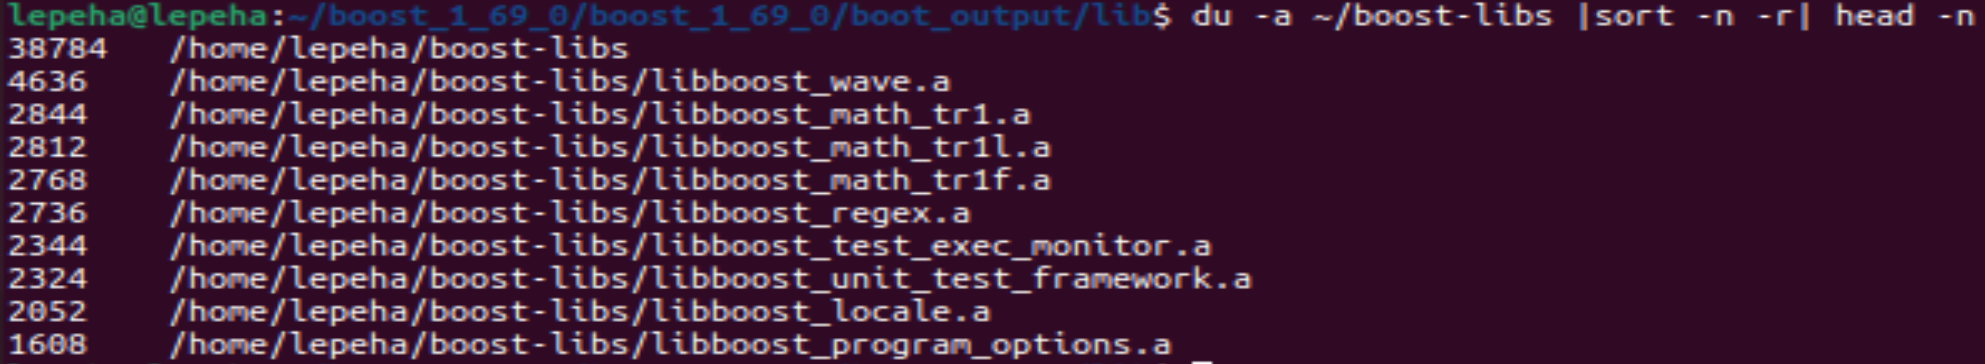 lepeha@lepeha:~/boost_1_69_0/boost_1_69_0/boot_output/lib$ du -a ~/boost-libs |sort -n -r| head -n
38784 /home/lepeha/boost-libs
4636 /home/lepeha/boost-libs/libboost_wave.a
2844 /home/lepeha/boost-libs/libboost_math_tr1.a
2812 /home/lepeha/boost-libs/libboost_math_tr1l.a
2768 /home/lepeha/boost-libs/libboost_math_tr1f.a
2736 /home/lepeha/boost-libs/libboost_regex.a
2344 /home/lepeha/boost-libs/libboost_test_exec_monitor.a
2324 /home/lepeha/boost-libs/libboost_unit_test_framework.a
2052 /home/lepeha/boost-libs/libboost_locale.a
1608 /home/lepeha/boost-libs/libboost_program_options.a